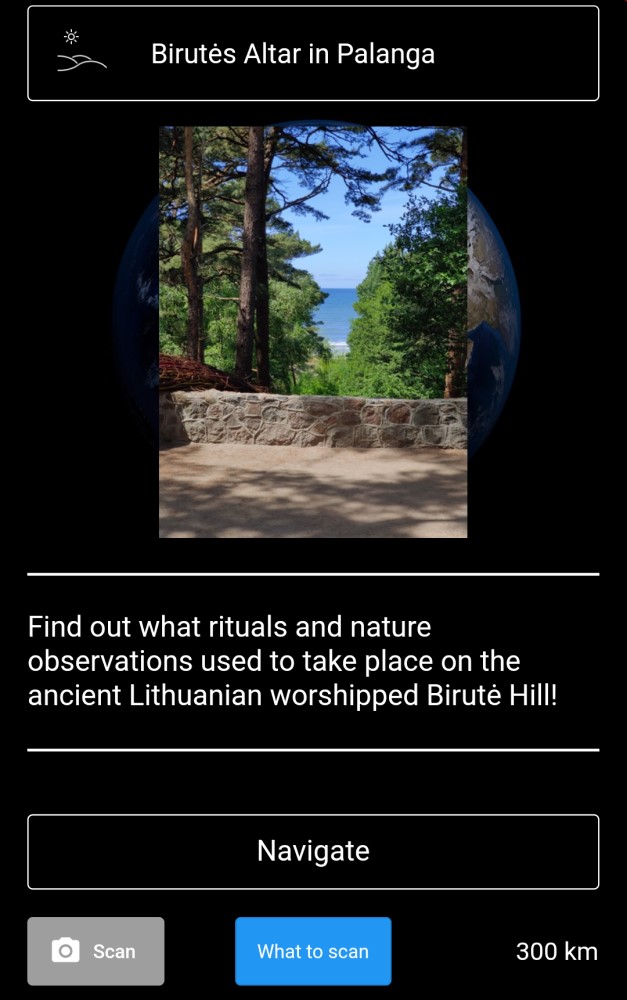 Birutės Altar in Palanga
Find out what rituals and nature
observations used to take place on the
ancient Lithuanian worshipped Birutė Hill!
Navigate
Scan
What to scan
300 km